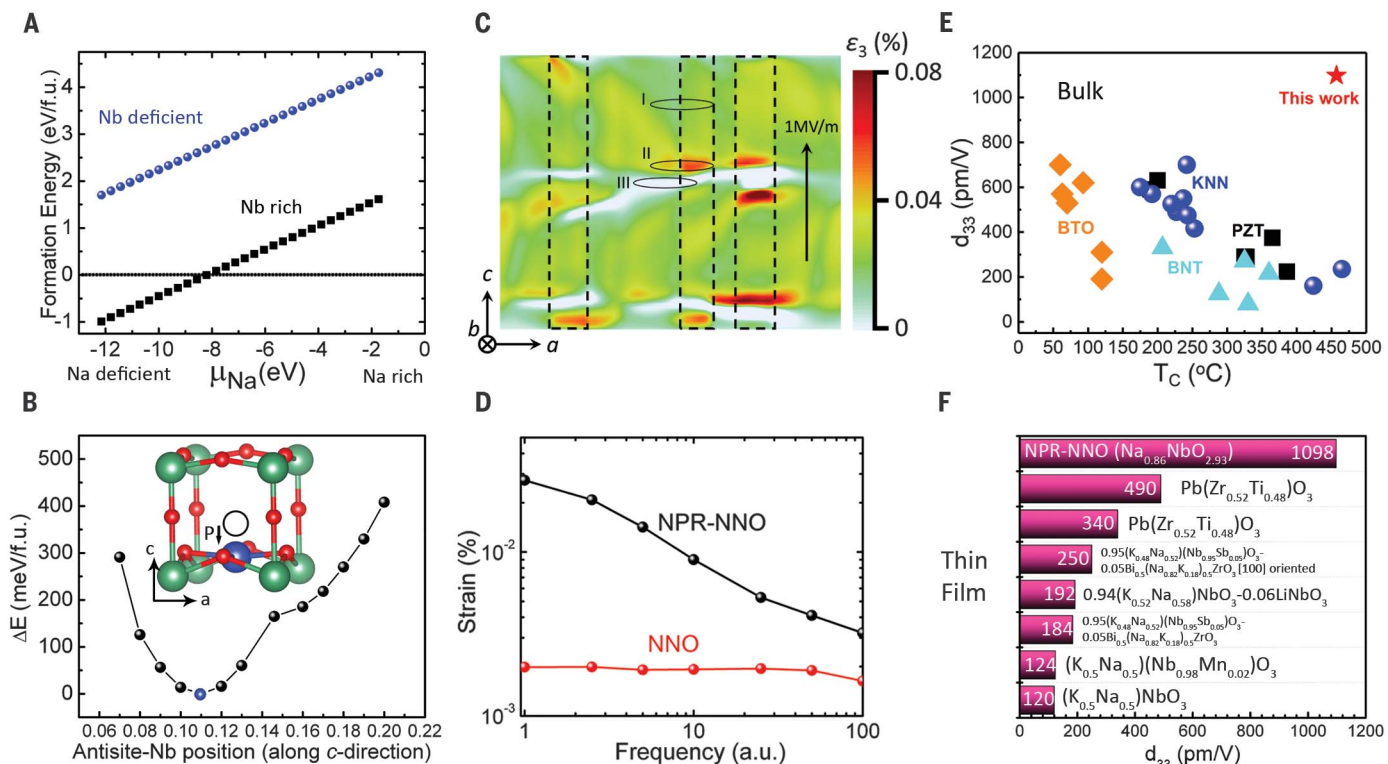 A
Formation Energy (eV/f.u.)
4
3
2
1
0
-1
Nb deficient
Nb rich
-12
-10
-8
-6
-4
-2
0
Na deficient
μNa(eV)
Na rich
B
ΔE (meV/f.u.)
500
400
300
200
100
0
P
c
a
0.06
0.08
0.10
0.12
0.14
0.16
0.18
0.20
0.22
Antisite-Nb position (along c-direction)
C
ε3 (%)
0.08
0.04
0
I
II
III
1MV/m
c
b
a
D
Strain (%)
10-2
10-3
NPR-NNO
NNO
1
10
100
Frequency (a.u.)
E
d33 (pm/V)
1200
1000
800
600
400
200
0
Bulk
This work
KNN
BTO
PZT
BNT
0
50
100
150
200
250
300
350
400
450
500
TC (oC)
F
Thin
Film
NPR-NNO (Na0.86NbO2.93) 1098
490 Pb(Zr0.52Ti0.48)O3
340 Pb(Zr0.52Ti0.48)O3
250 0.95(K0.48Na0.52)(Nb0.95Sb0.05)O3-
0.05Bi0.5(Na0.82K0.18)0.5ZrO3 [100] oriented
192 0.94(K0.52Na0.58)NbO3-0.06LiNbO3
184 0.95(K0.48Na0.52)(Nb0.95Sb0.05)O3-
0.05Bi0.5(Na0.82K0.18)0.5ZrO3
124 (K0.5Na0.5)(Nb0.98Mn0.02)O3
120 (K0.5Na0.5)NbO3
0
200
400
600
800
1000
1200
d33 (pm/V)